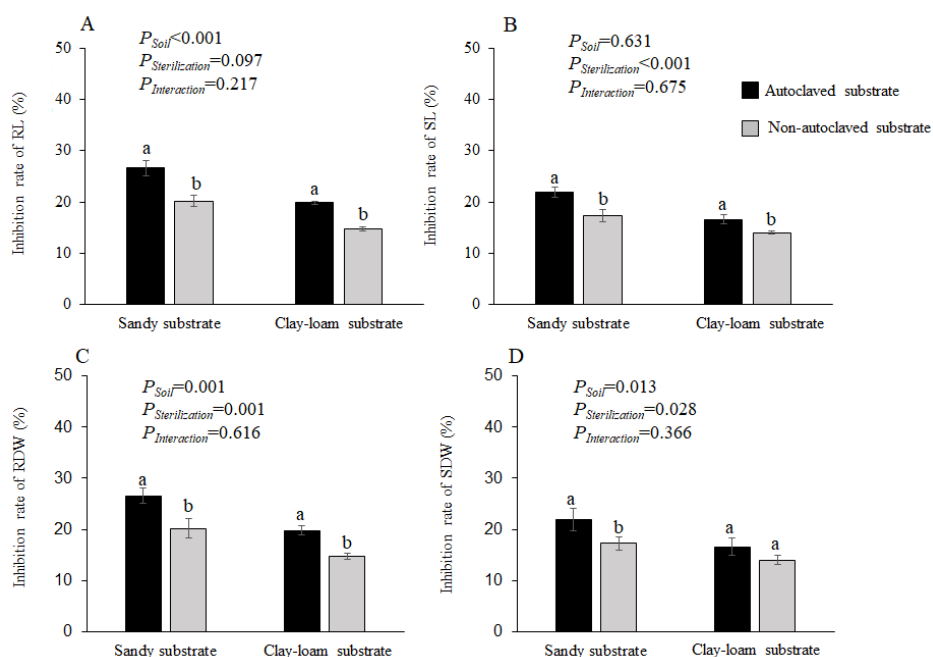 A
P_Soil<0.001
P_Sterilization=0.097
P_Interaction=0.217
Inhibition rate of RL (%)
50
40
30
20
10
0
a
b
a
b
Sandy substrate
Clay-loam substrate
B
P_Soil=0.631
P_Sterilization<0.001
P_Interaction=0.675
Autoclaved substrate
Non-autoclaved substrate
Inhibition rate of SL (%)
50
40
30
20
10
0
a
b
a
b
Sandy substrate
Clay-loam substrate
C
P_Soil=0.001
P_Sterilization=0.001
P_Interaction=0.616
Inhibition rate of RDW (%)
50
40
30
20
10
0
a
b
a
b
Sandy substrate
Clay-loam substrate
D
P_Soil=0.013
P_Sterilization=0.028
P_Interaction=0.366
Inhibition rate of SDW (%)
50
40
30
20
10
0
a
b
a
a
Sandy substrate
Clay-loam substrate